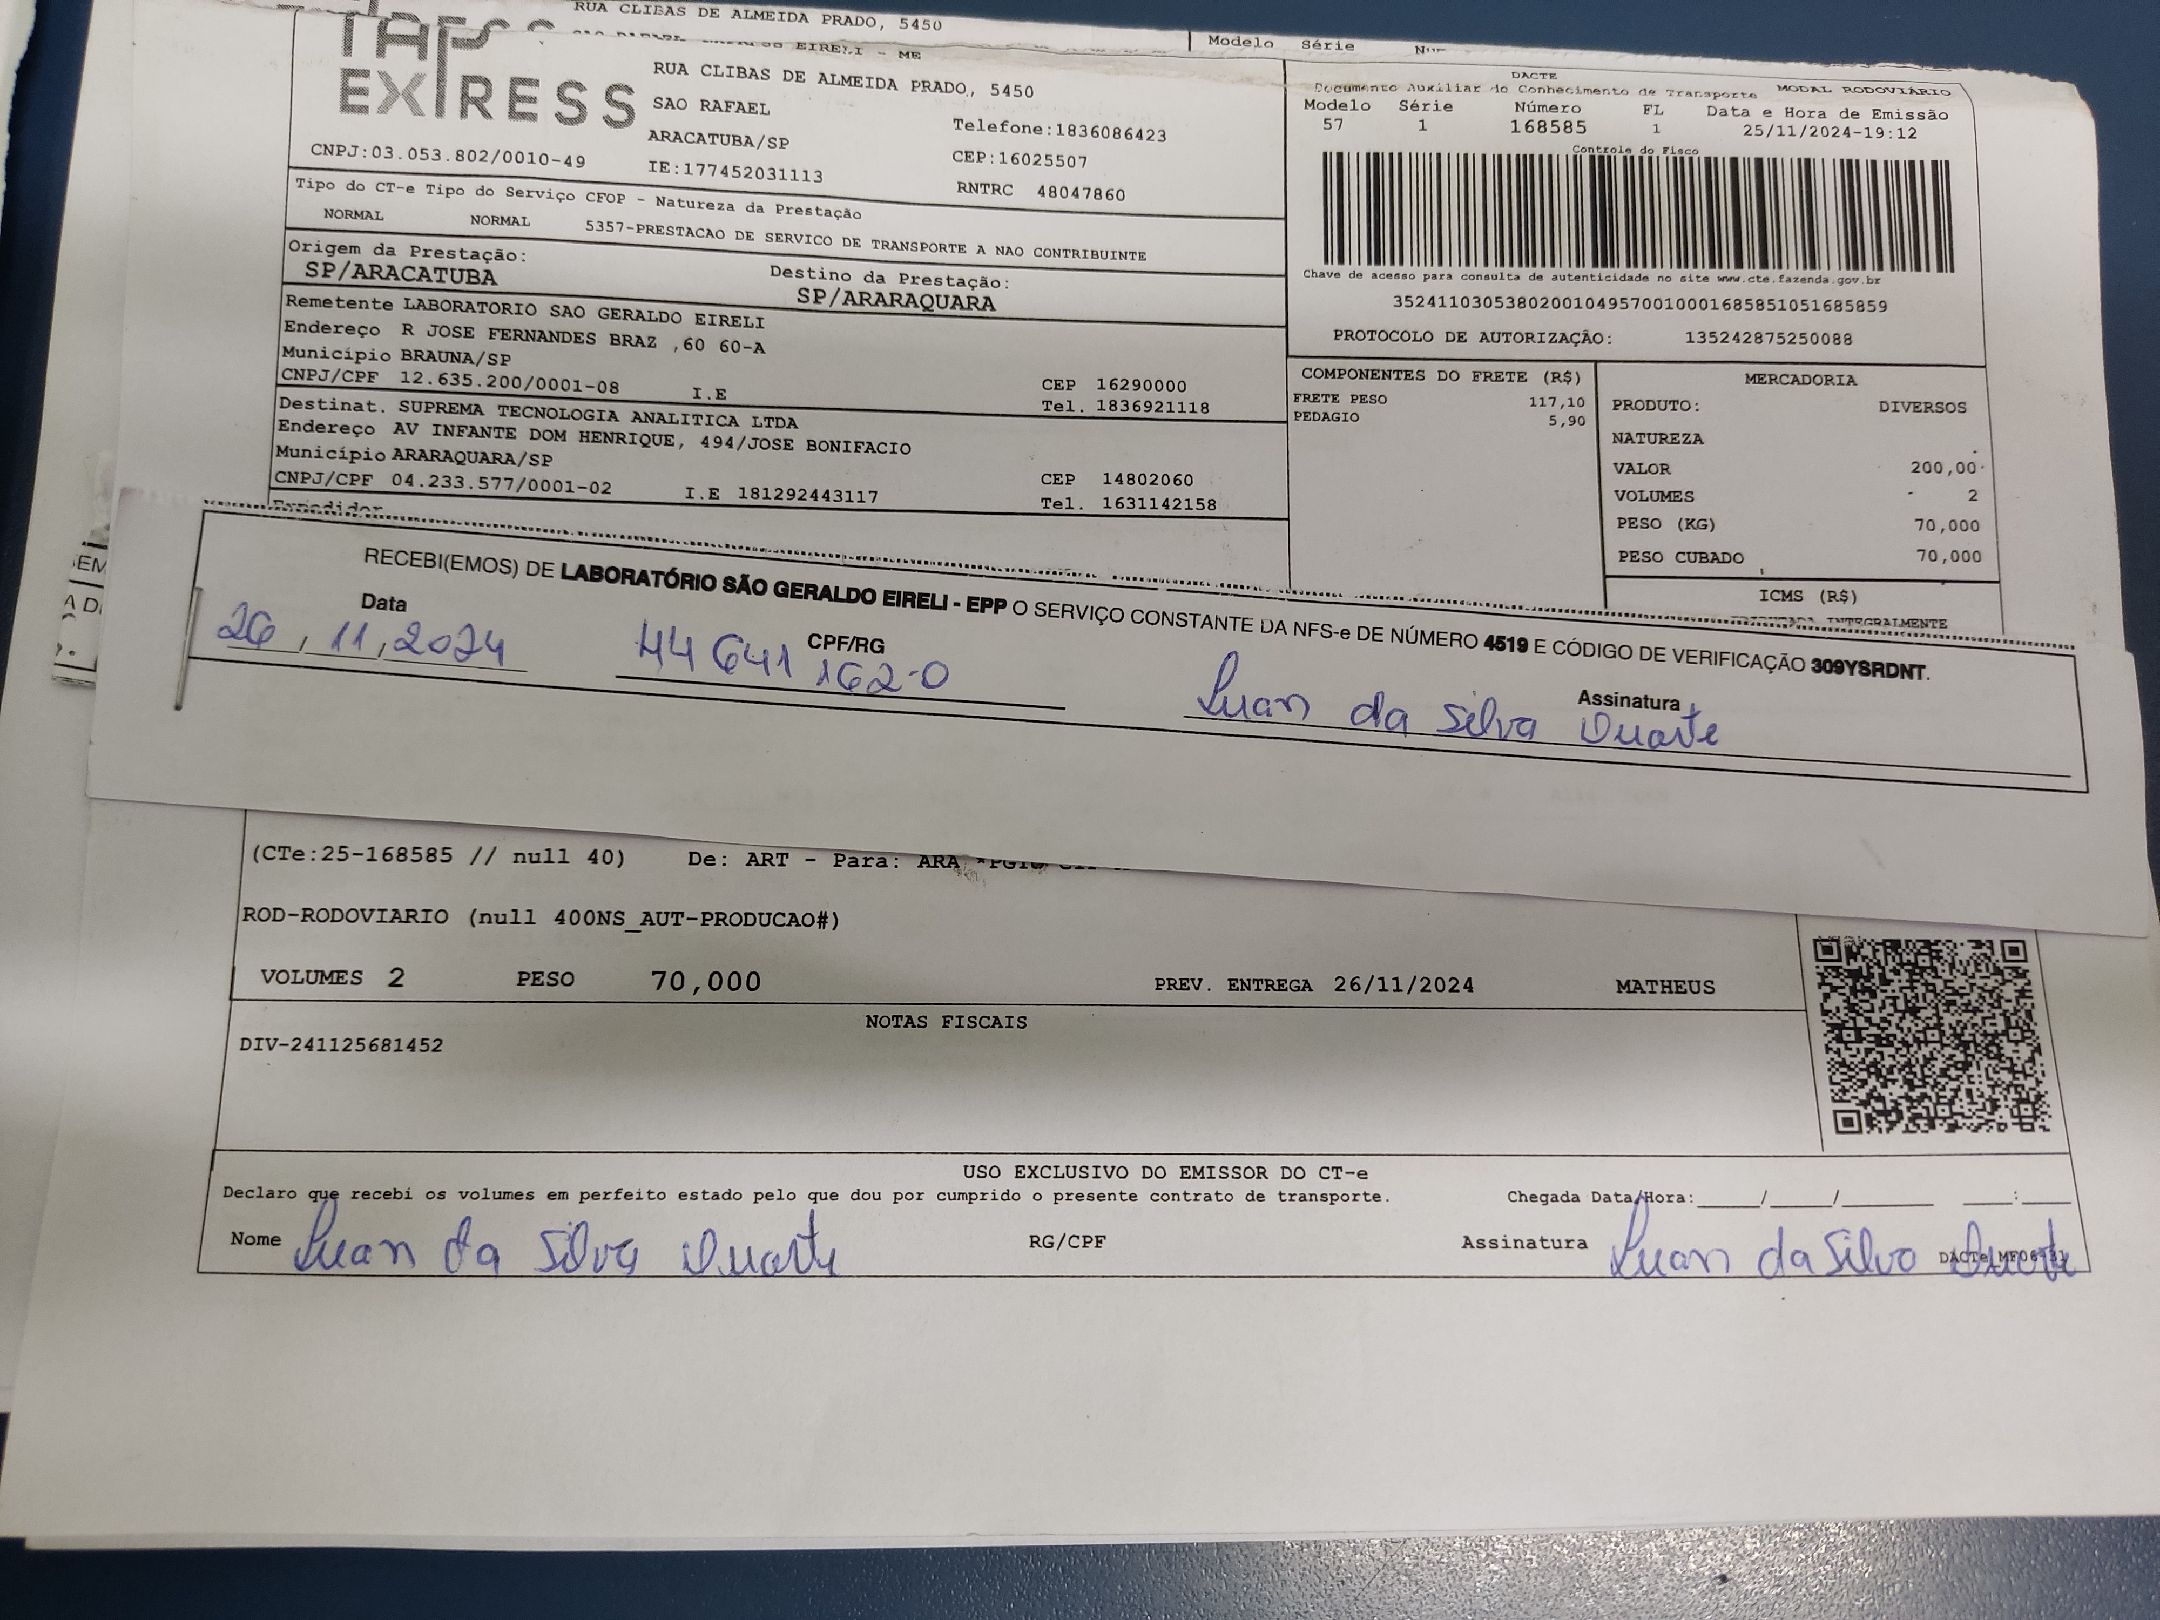 RUA CLIBAS DE ALMEIDA PRADO, 5450
EIRELI - ME
Modelo Série
TAPS
EXPRESS
CNPJ:03.053.802/0010-49
RUA CLIBAS DE ALMEIDA PRADO, 5450
SAO RAFAEL
ARACATUBA/SP
IE:177452031113
Telefone:1836086423
CEP:16025507
RNTRC 48047860
DACTE
Documento Auxiliar do Conhecimento de Transporte MODAL RODOVIÁRIO
Modelo Série Número FL Data e Hora de Emissão
57 1 168585 1 25/11/2024-19:12
Controle do Fisco
Chave de acesso para consulta de autenticidade no site www.cte.fazenda.gov.br
35241103053802001049570010001685851051685859
PROTOCOLO DE AUTORIZAÇÃO: 135242875250088
Tipo do CT-e Tipo do Serviço CFOP - Natureza da Prestação
NORMAL NORMAL 5357-PRESTACAO DE SERVICO DE TRANSPORTE A NAO CONTRIBUINTE
Origem da Prestação:
SP/ARACATUBA
Destino da Prestação:
SP/ARARAQUARA
Remetente LABORATORIO SAO GERALDO EIRELI
Endereço R JOSE FERNANDES BRAZ ,60 60-A
Município BRAUNA/SP
CEP 16290000
CNPJ/CPF 12.635.200/0001-08 I.E
Tel. 1836921118
Destinat. SUPREMA TECNOLOGIA ANALITICA LTDA
Endereço AV INFANTE DOM HENRIQUE, 494/JOSE BONIFACIO
Município ARARAQUARA/SP
CEP 14802060
CNPJ/CPF 04.233.577/0001-02 I.E 181292443117
Tel. 1631142158
Expedidor
COMPONENTES DO FRETE (R$)
FRETE PESO 117,10
PEDAGIO 5,90
MERCADORIA
PRODUTO: DIVERSOS
NATUREZA
VALOR 200,00
VOLUMES 2
PESO (KG) 70,000
PESO CUBADO 70,000
ICMS (R$)
INTEGRALMENTE
RECEBI(EMOS) DE LABORATÓRIO SÃO GERALDO EIRELI - EPP O SERVIÇO CONSTANTE DA NFS-e DE NÚMERO 4519 E CÓDIGO DE VERIFICAÇÃO 309YSRDNT.
Data CPF/RG Assinatura
26, 11, 2024 44 641 162-0 Luan da Silva Duarte
(CTe:25-168585 // null 40) De: ART - Para: ARA
ROD-RODOVIARIO (null 400NS_AUT-PRODUCAO#)
VOLUMES 2 PESO 70,000 PREV. ENTREGA 26/11/2024 MATHEUS
NOTAS FISCAIS
DIV-241125681452
USO EXCLUSIVO DO EMISSOR DO CT-e
Declaro que recebi os volumes em perfeito estado pelo que dou por cumprido o presente contrato de transporte. Chegada Data/Hora:____/____/______ ___:___
Nome Luan da Silva Duarte RG/CPF Assinatura Luan da Silva Duarte